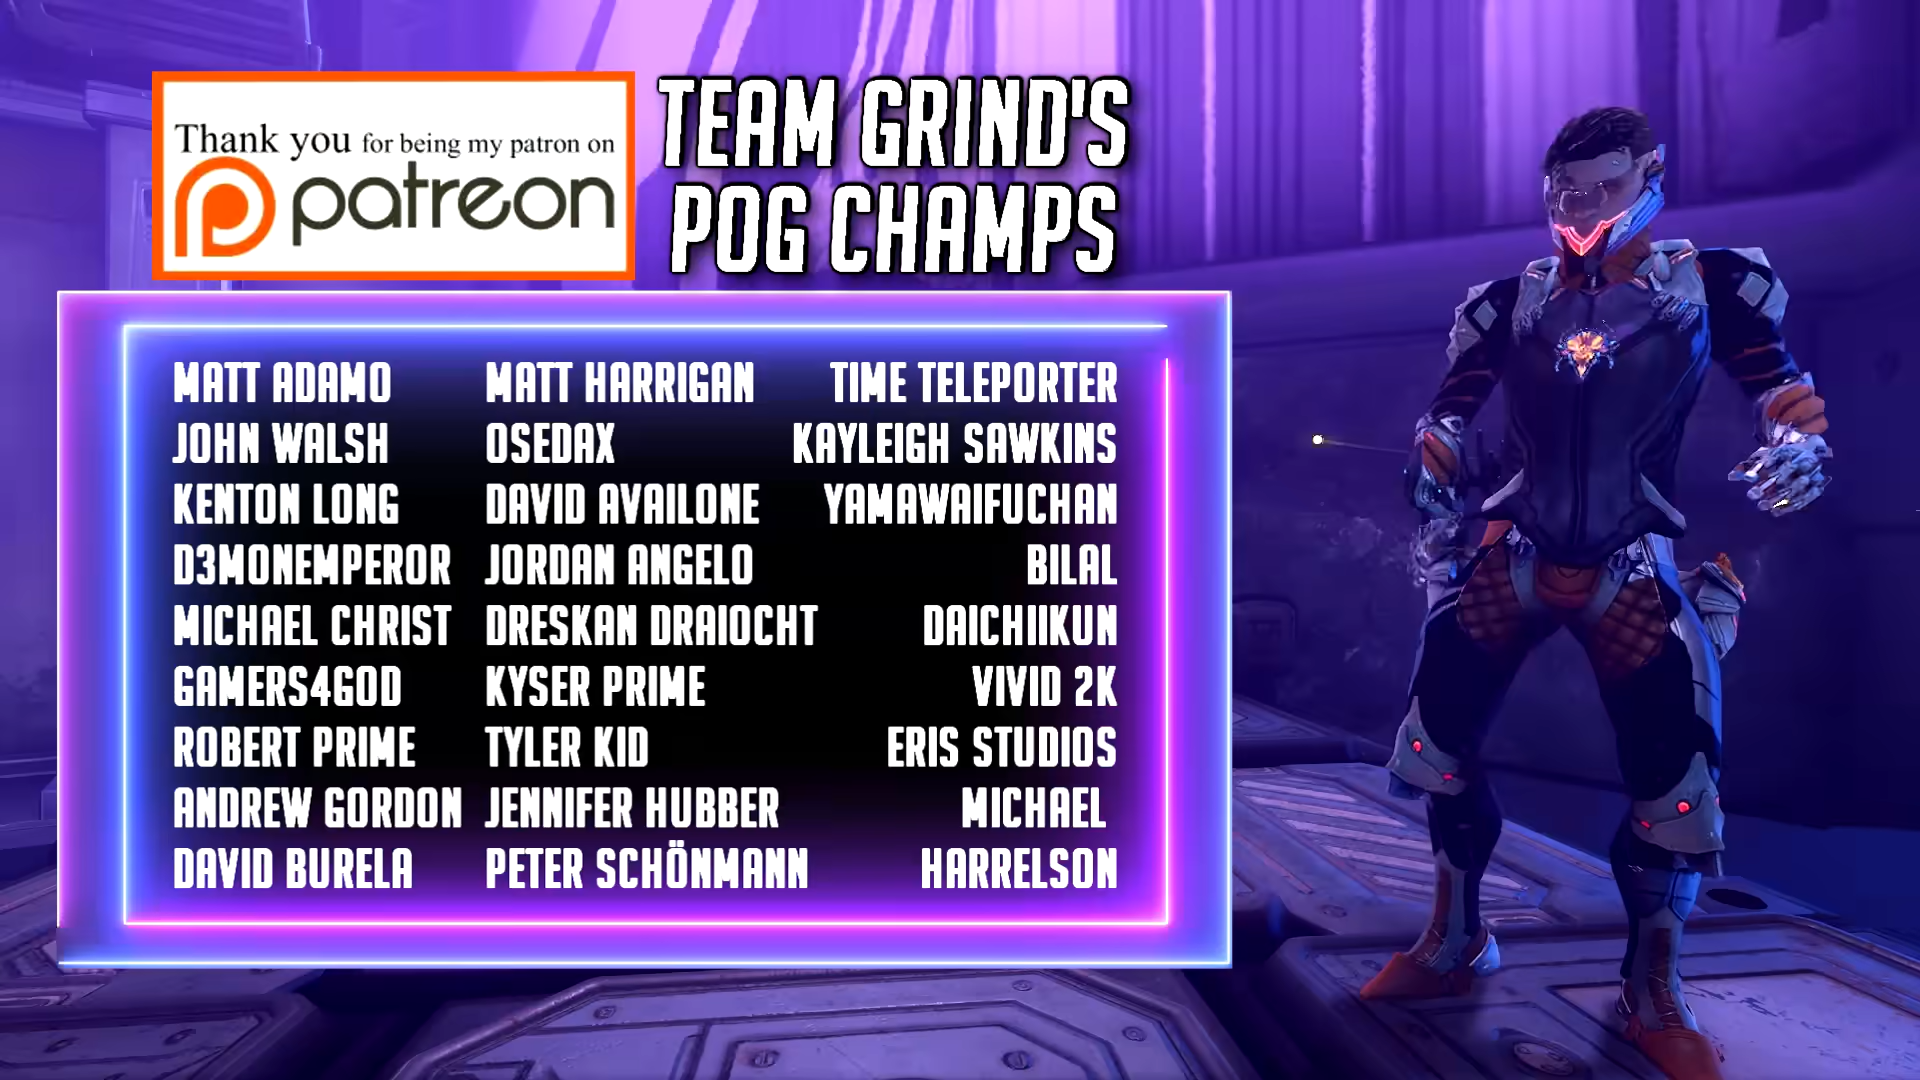 Thank you for being my patron on
patreon
TEAM GRIND'S
POG CHAMPS
MATT ADAMO
JOHN WALSH
KENTON LONG
D3MONEMPEROR
MICHAEL CHRIST
GAMERS4GOD
ROBERT PRIME
ANDREW GORDON
DAVID BURELA
MATT HARRIGAN
OSEDAX
DAVID AVAILONE
JORDAN ANGELO
DRESKAN DRAIOCHT
KYSER PRIME
TYLER KID
JENNIFER HUBBER
PETER SCHÖNMANN
TIME TELEPORTER
KAYLEIGH SAWKINS
YAMAWAIFUCHAN
BILAL
DAICHIIKUN
VIVID 2K
ERIS STUDIOS
MICHAEL
HARRELSON